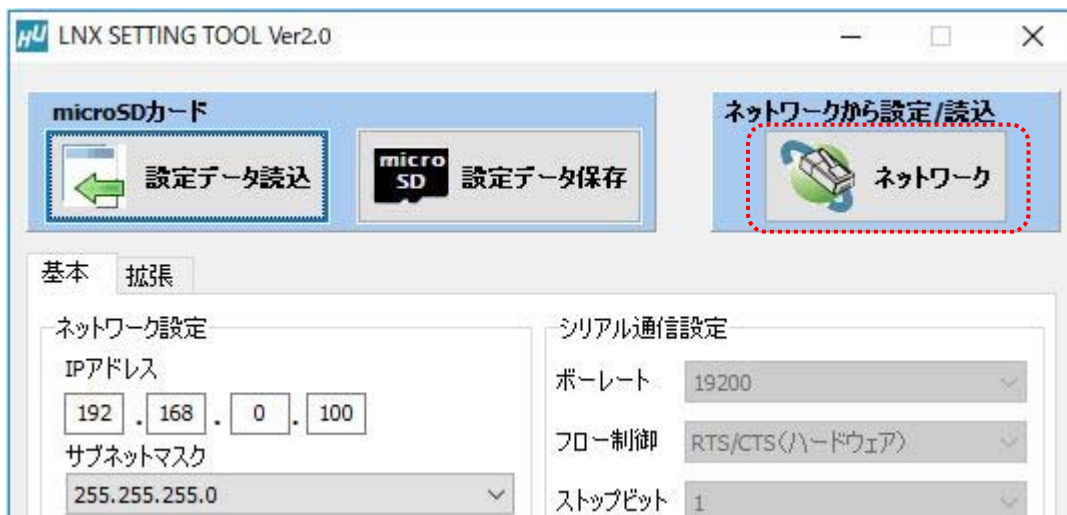 HU LNX SETTING TOOL Ver2.0
microSDカード
設定データ読込
micro
SD
設定データ保存
ネットワークから設定/読込
ネットワーク
基本
拡張
ネットワーク設定
IPアドレス
192 . 168 . 0 . 100
サブネットマスク
255.255.255.0
シリアル通信設定
ボーレート 19200
フロー制御 RTS/CTS(ハードウェア)
ストップビット 1